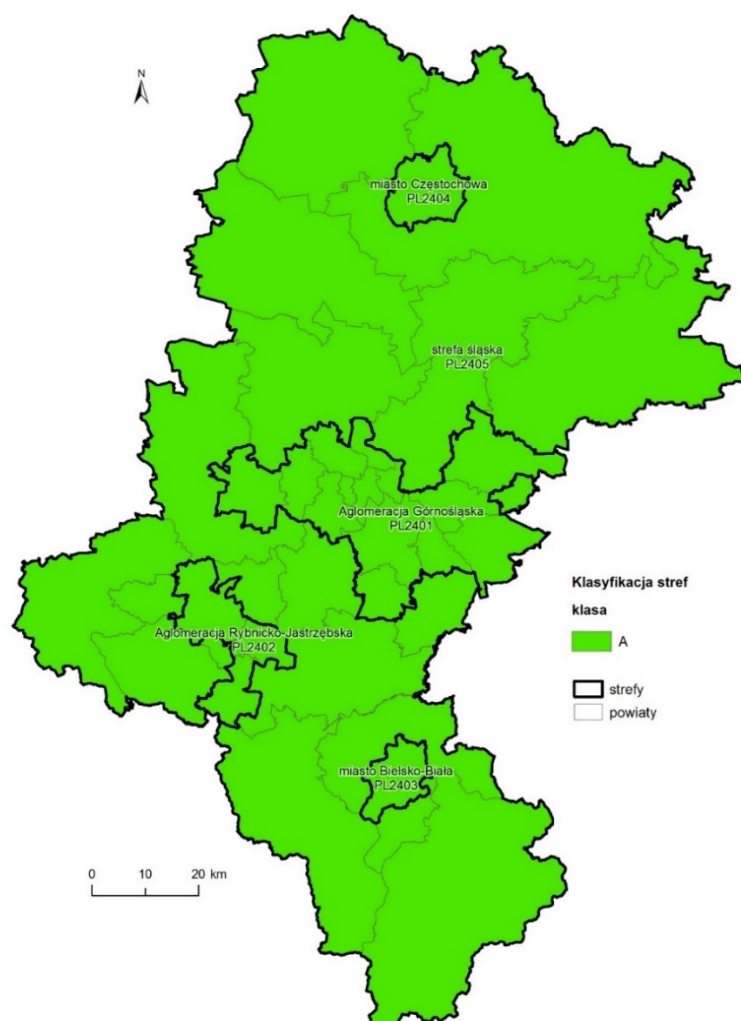 N
miasto Częstochowa
PL2404
strefa śląska
PL2405
Aglomeracja Górnośląska
PL2401
Klasyfikacja stref
klasa
A
Aglomeracja Rybnicko-Jastrzębska
PL2402
strefy
powiaty
miasto Bielsko-Biała
PL2403
0 10 20 km